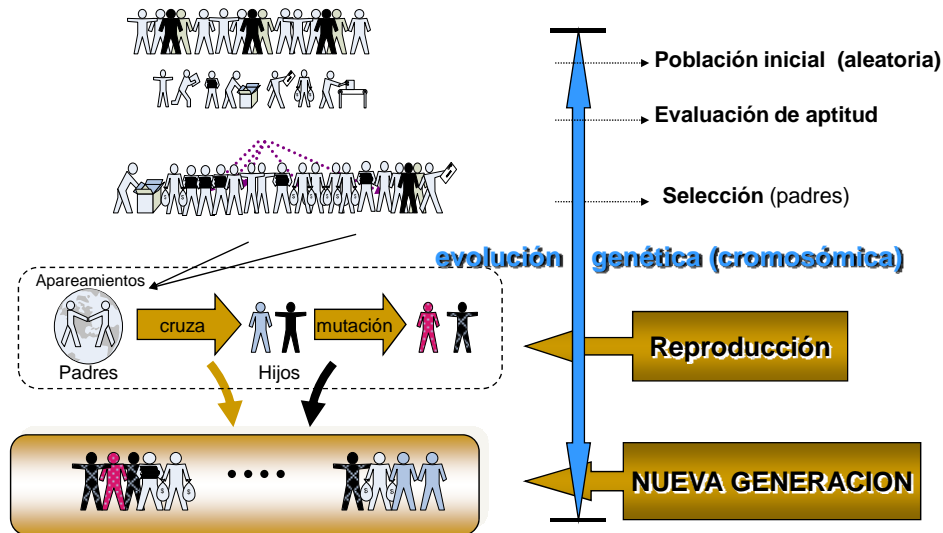 Población inicial (aleatoria)
Evaluación de aptitud
Selección (padres)
evolución genética (cromosómica)
Apareamientos
cruza
mutación
Padres
Hijos
Reproducción
NUEVA GENERACION